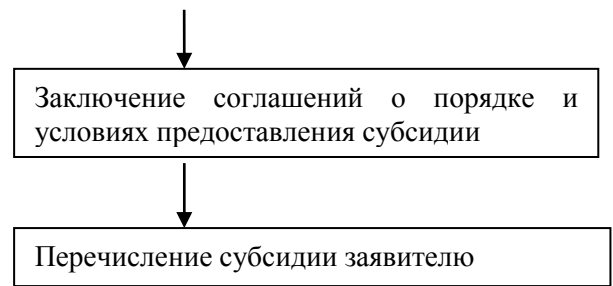 Заключение соглашений о порядке и
условиях предоставления субсидии
Перечисление субсидии заявителю